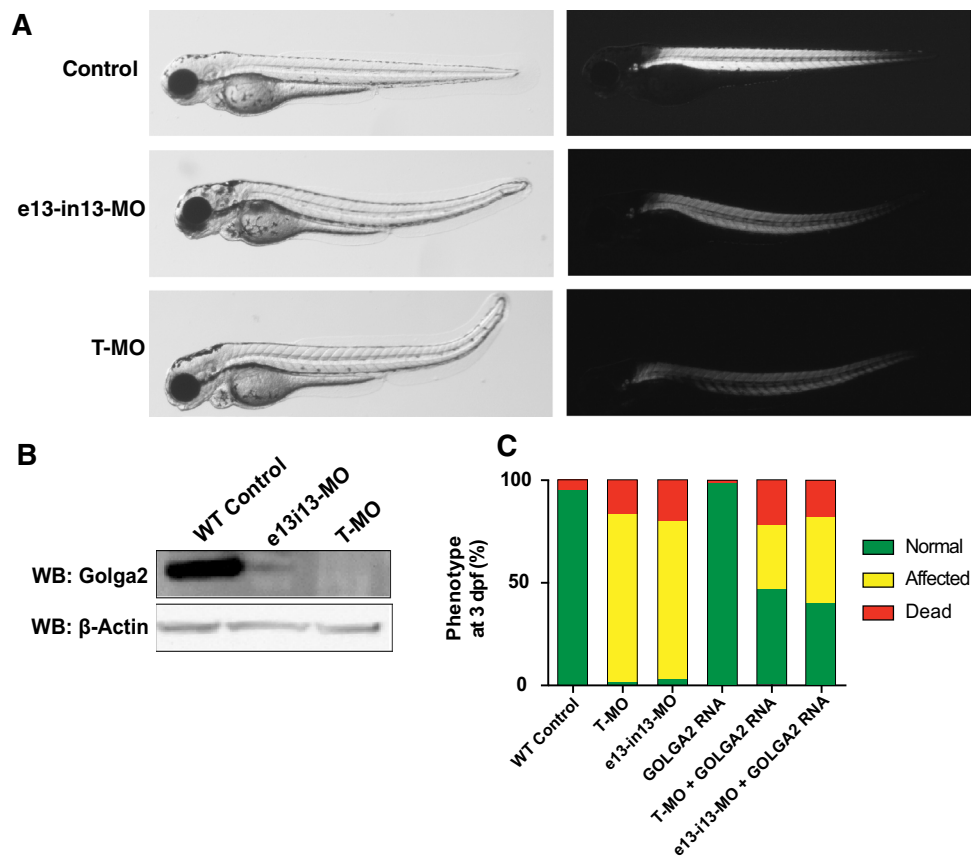 A
Control
e13-in13-MO
T-MO
B
WT Control
e13i13-MO
T-MO
WB: Golga2
WB: β-Actin
C
100
50
0
Phenotype
at 3 dpf (%)
WT Control
T-MO
e13-in13-MO
GOLGA2 RNA
T-MO + GOLGA2 RNA
e13-i13-MO + GOLGA2 RNA
Normal
Affected
Dead